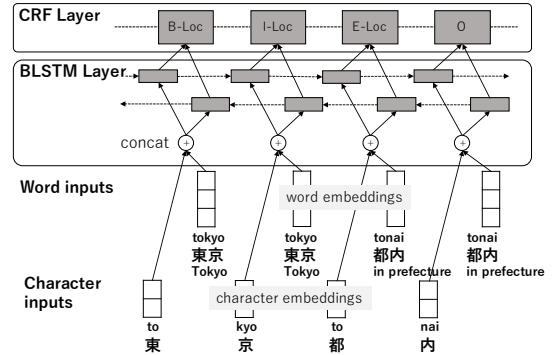 CRF Layer
B-Loc I-Loc E-Loc O
BLSTM Layer
concat + + + +
Word inputs
word embeddings
tokyo tokyo tonai tonai
東京 東京 都内 都内
Tokyo Tokyo in prefecture in prefecture
Character
inputs
character embeddings
to kyo to nai
東 京 都 内